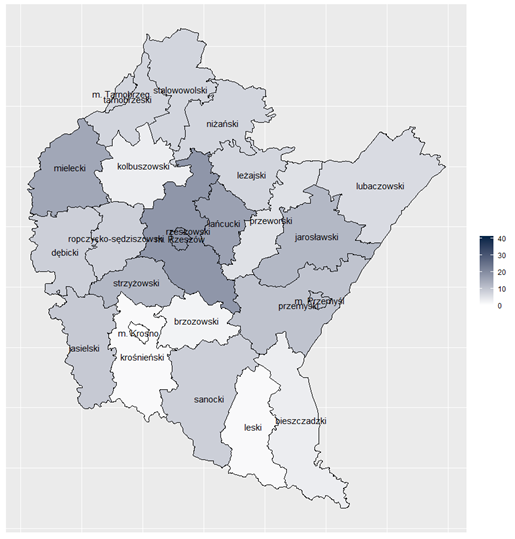 stalowowolski
m. Tarnobrzeg
tarnobrzeski
niżański
mielecki
kolbuszowski
leżajski
lubaczowski
łańcucki
przeworski
rzeszowski
m. Rzeszów
ropczycko-sędziszowski
jarosławski
dębicki
strzyżowski
m. Przemyśl
przemyski
brzozowski
m. Krosno
jasielski
krośnieński
sanocki
bieszczadzki
leski
40
30
20
10
0